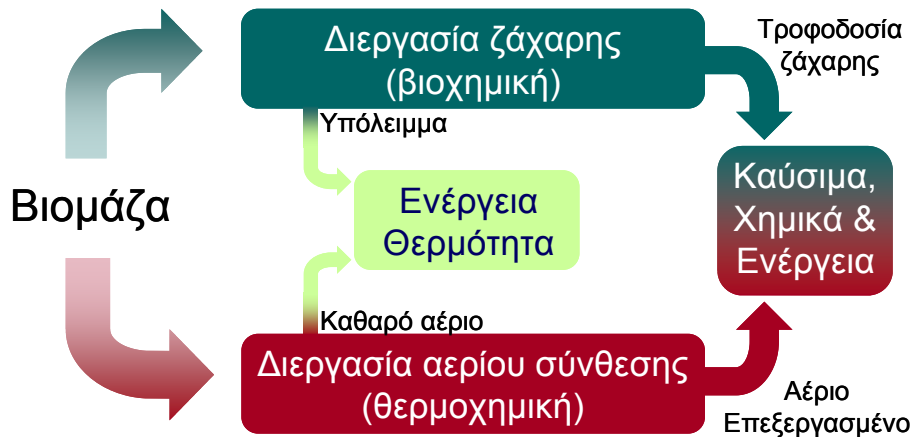 Διεργασία ζάχαρης
(βιοχημική)
Τροφοδοσία
ζάχαρης
Υπόλειμμα
Βιομάζα
Ενέργεια
Θερμότητα
Καύσιμα,
Χημικά &
Ενέργεια
Καθαρό αέριο
Διεργασία αερίου σύνθεσης
(θερμοχημική)
Αέριο
Επεξεργασμένο